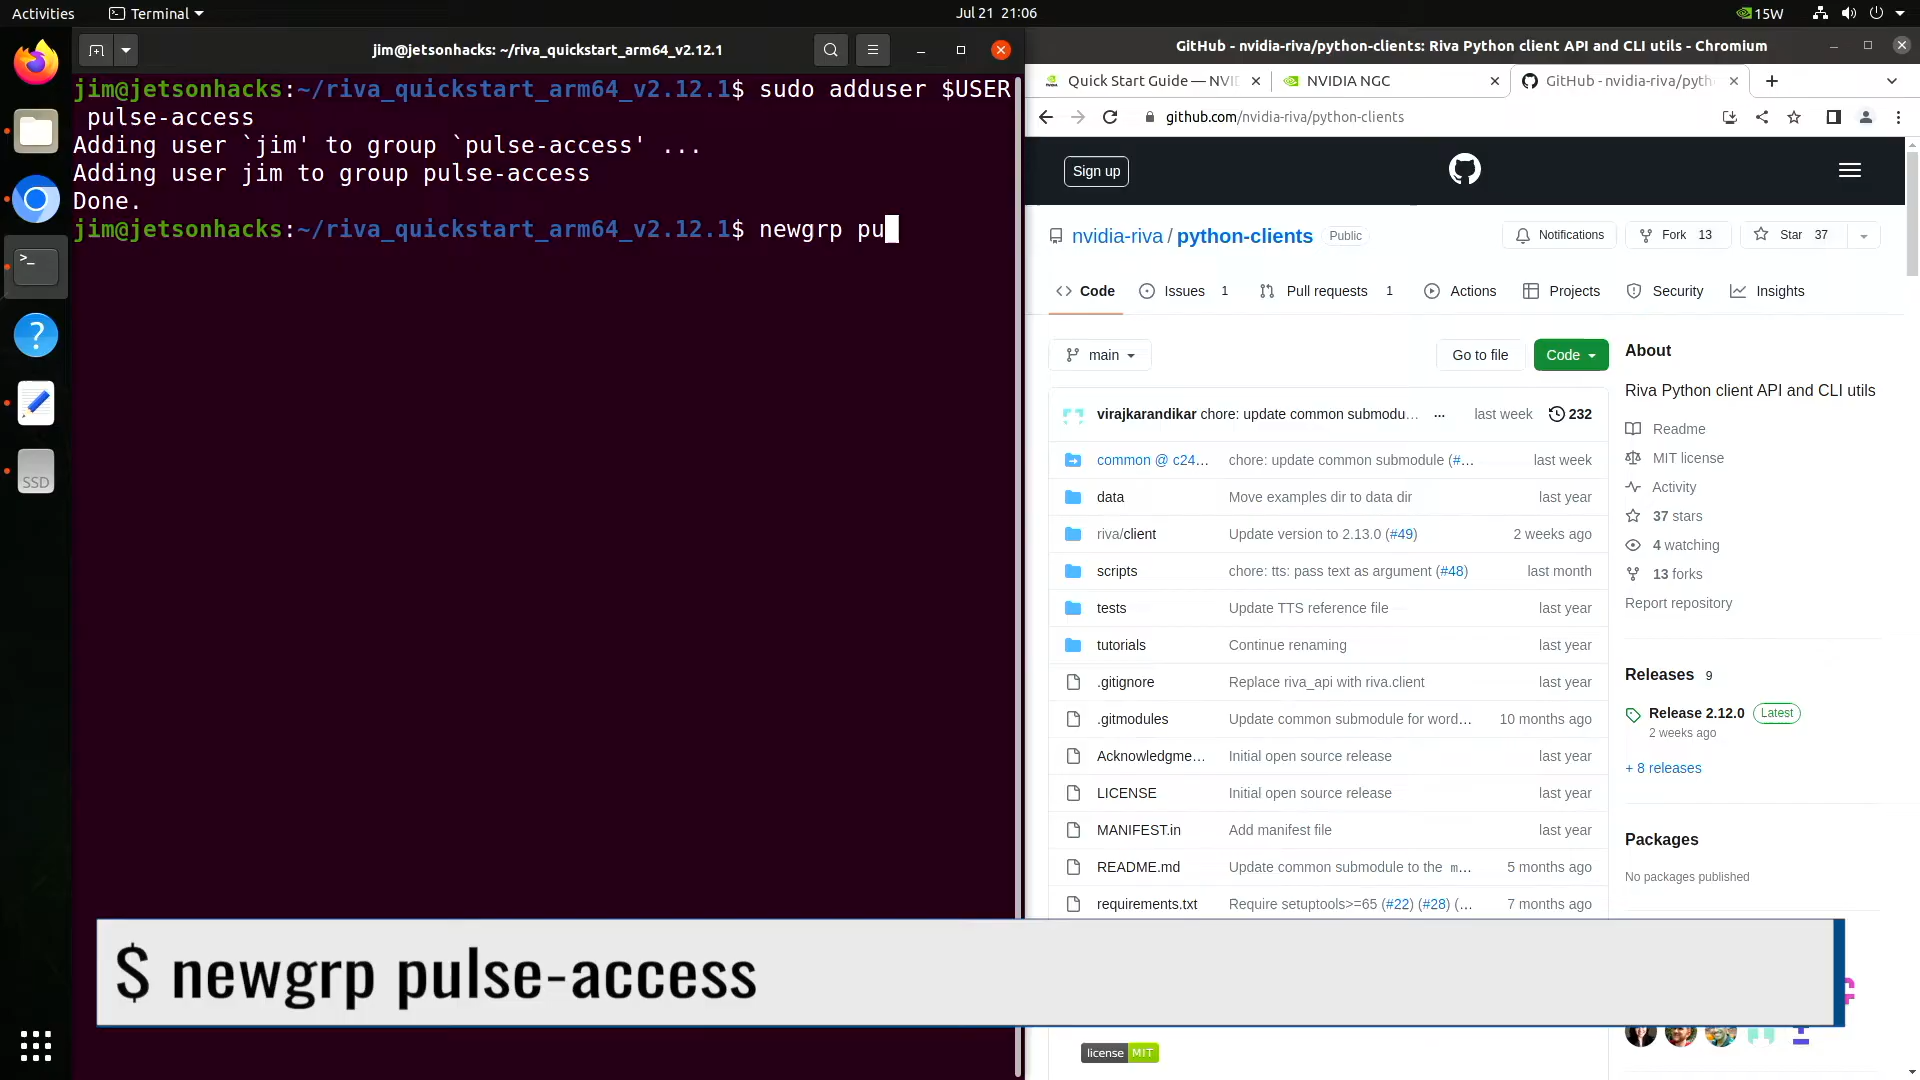 Activities
Terminal
Jul 21 21:06
15W
jim@jetsonhacks: ~/riva_quickstart_arm64_v2.12.1
jim@jetsonhacks:~/riva_quickstart_arm64_v2.12.1$ sudo adduser $USER
pulse-access
Adding user `jim' to group `pulse-access' ...
Adding user jim to group pulse-access
Done.
jim@jetsonhacks:~/riva_quickstart_arm64_v2.12.1$ newgrp pu
SSD
GitHub - nvidia-riva/python-clients: Riva Python client API and CLI utils - Chromium
Quick Start Guide — NVI
NVIDIA NGC
GitHub - nvidia-riva/pyth
github.com/nvidia-riva/python-clients
Sign up
nvidia-riva / python-clients Public
Notifications
Fork 13
Star 37
Code
Issues 1
Pull requests 1
Actions
Projects
Security
Insights
main
Go to file
Code
virajkarandikar chore: update common submodu… ... last week 232
common @ c24… chore: update common submodule (#… last week
data Move examples dir to data dir last year
riva/client Update version to 2.13.0 (#49) 2 weeks ago
scripts chore: tts: pass text as argument (#48) last month
tests Update TTS reference file last year
tutorials Continue renaming last year
.gitignore Replace riva_api with riva.client last year
.gitmodules Update common submodule for word… 10 months ago
Acknowledgme… Initial open source release last year
LICENSE Initial open source release last year
MANIFEST.in Add manifest file last year
README.md Update common submodule to the m… 5 months ago
requirements.txt Require setuptools>=65 (#22) (#28) (… 7 months ago
About
Riva Python client API and CLI utils
Readme
MIT license
Activity
37 stars
4 watching
13 forks
Report repository
Releases 9
Release 2.12.0 Latest
2 weeks ago
+ 8 releases
Packages
No packages published
$ newgrp pulse-access
license MIT